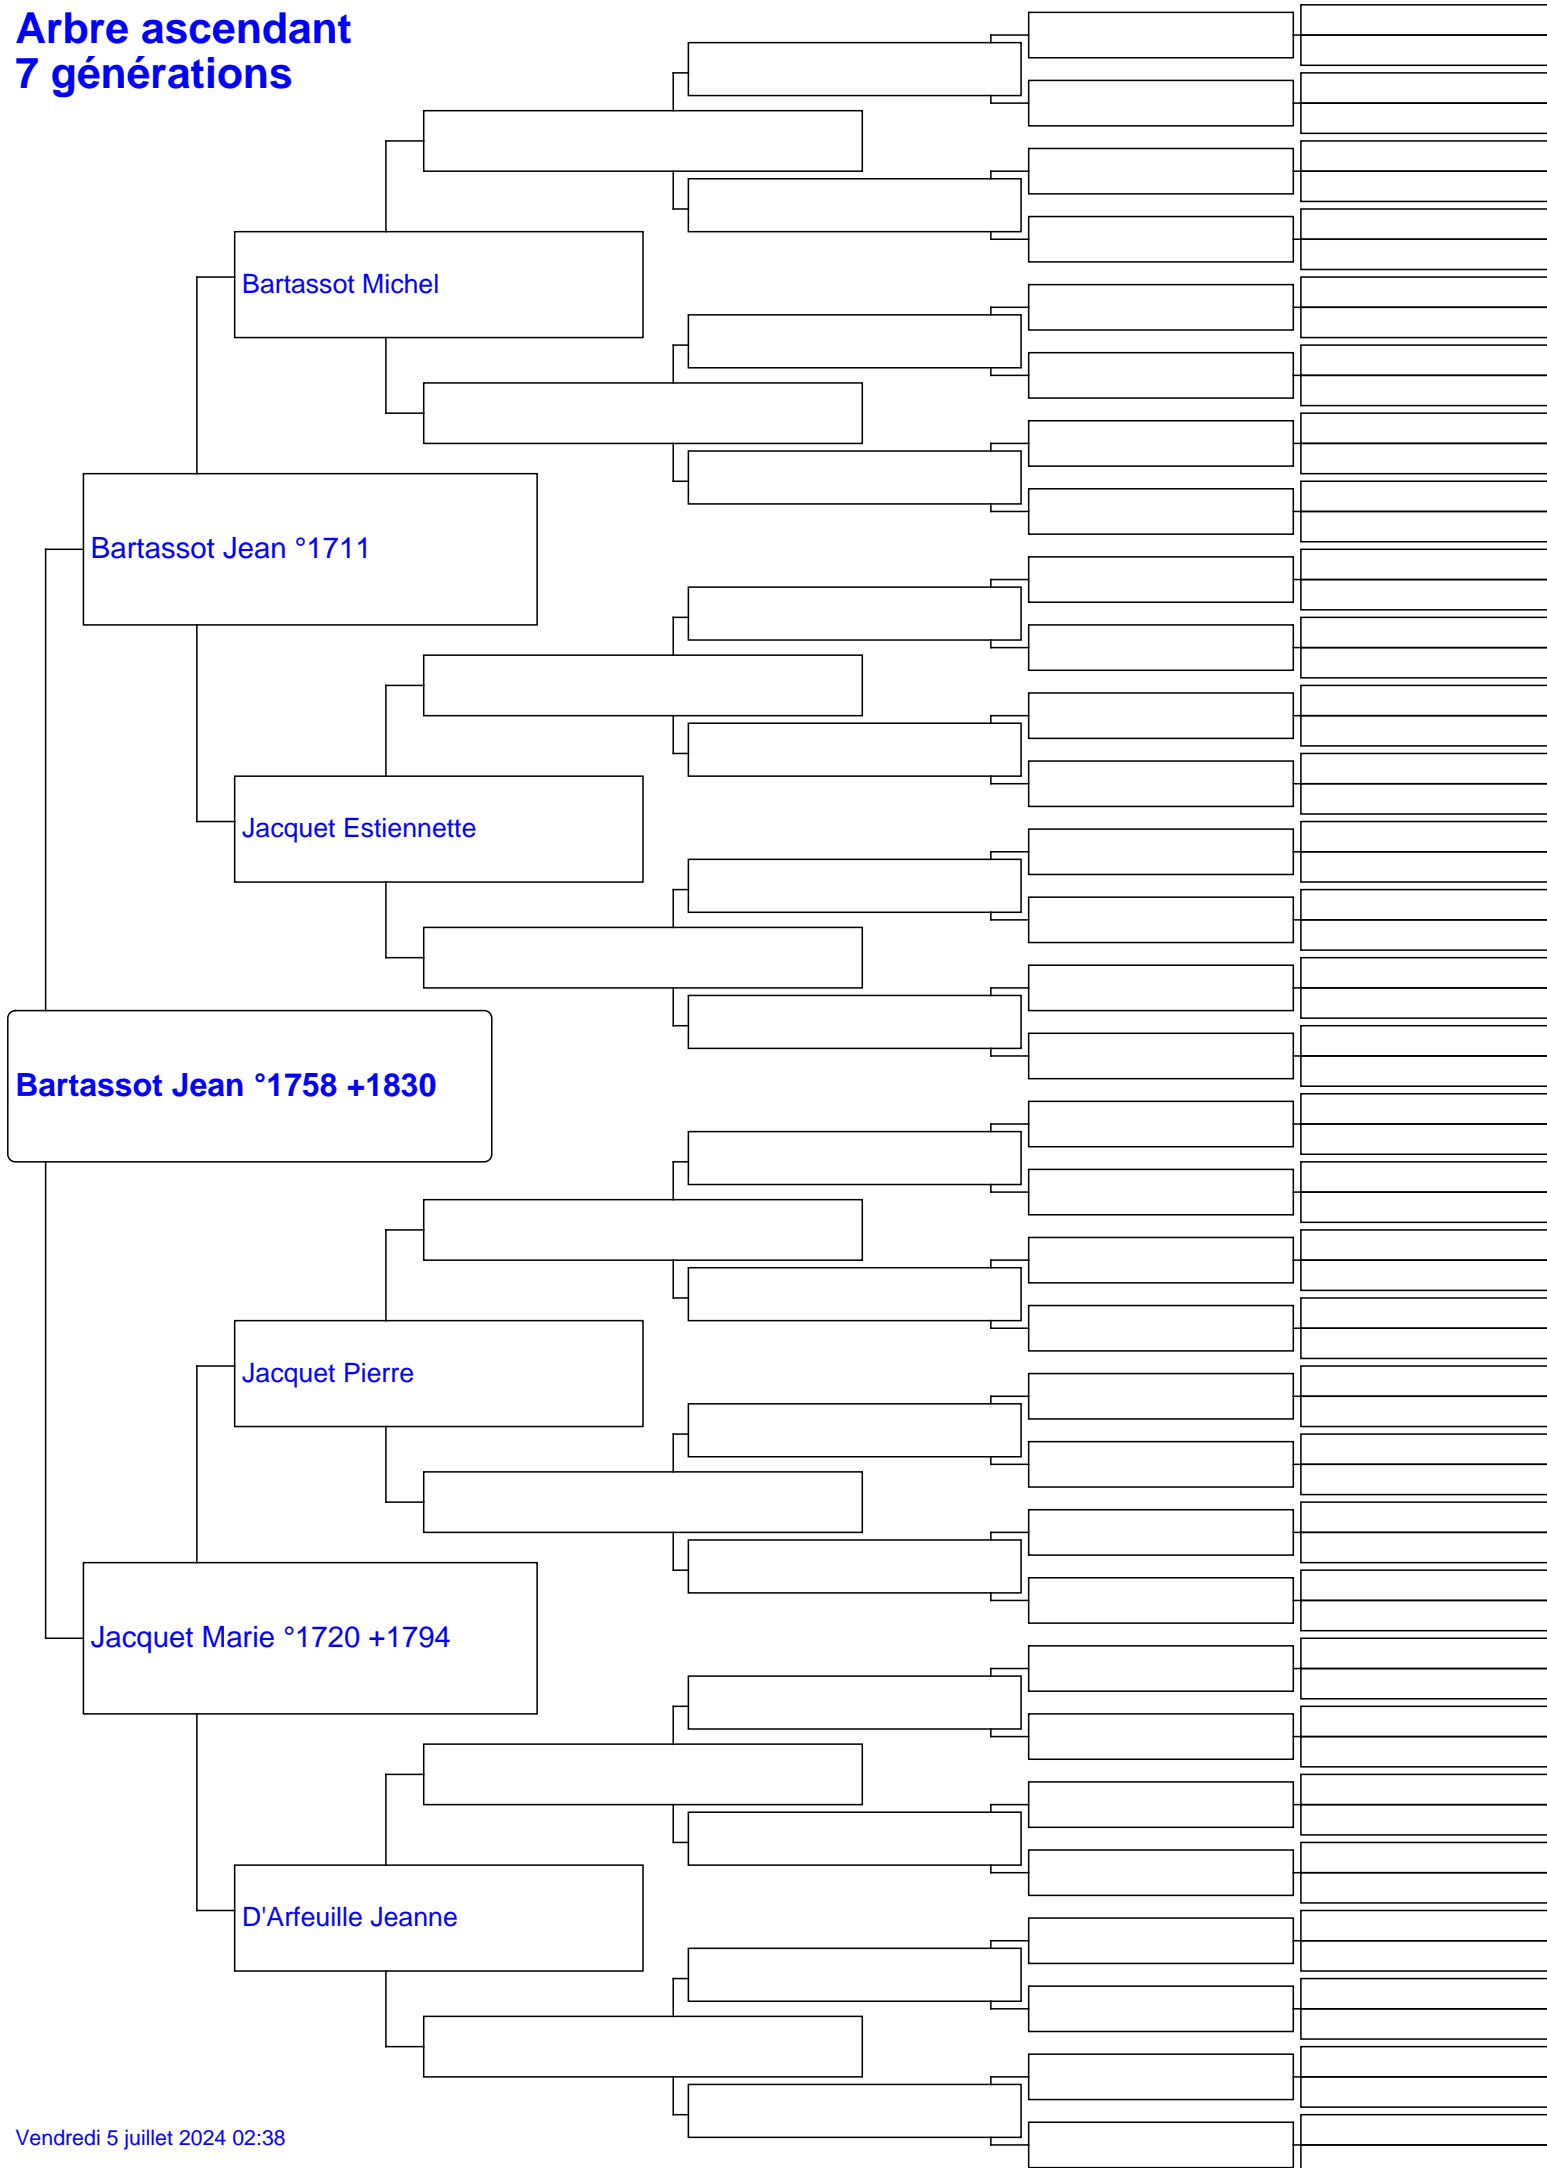 Arbre ascendant
7 générations
Bartassot Michel
Bartassot Jean °1711
Jacquet Estiennette
Bartassot Jean °1758 +1830
Jacquet Pierre
Jacquet Marie °1720 +1794
D'Arfeuille Jeanne
Vendredi 5 juillet 2024 02:38